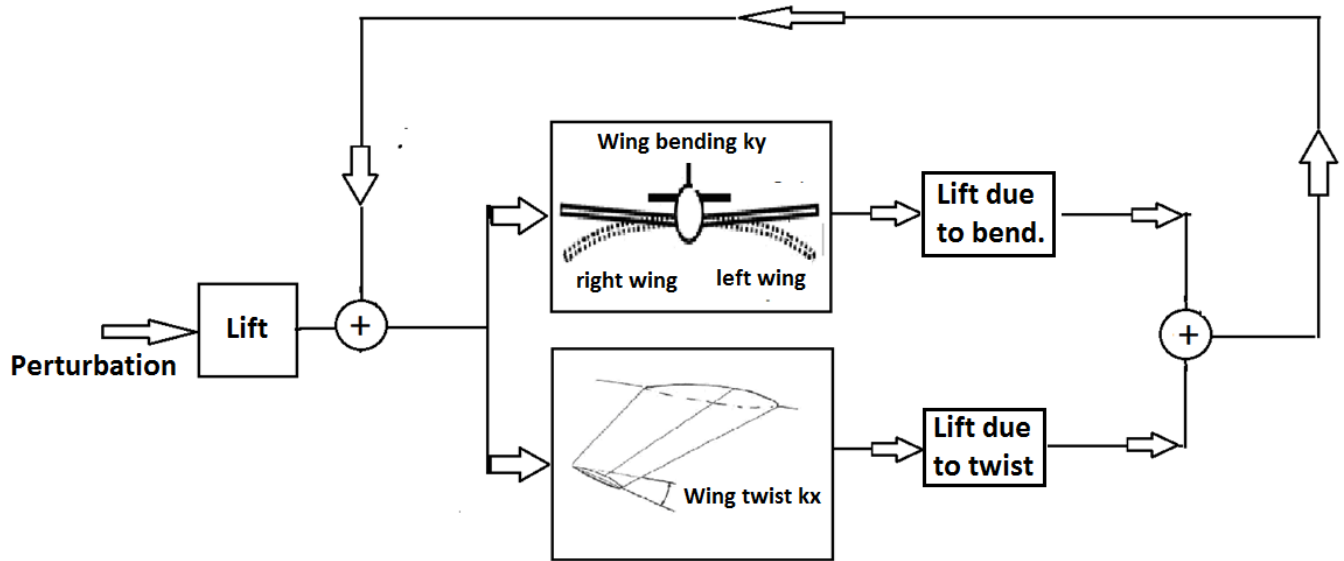 Wing bending ky
right wing
left wing
Lift due
to bend.
Perturbation
Lift
+
+
Wing twist kx
Lift due
to twist